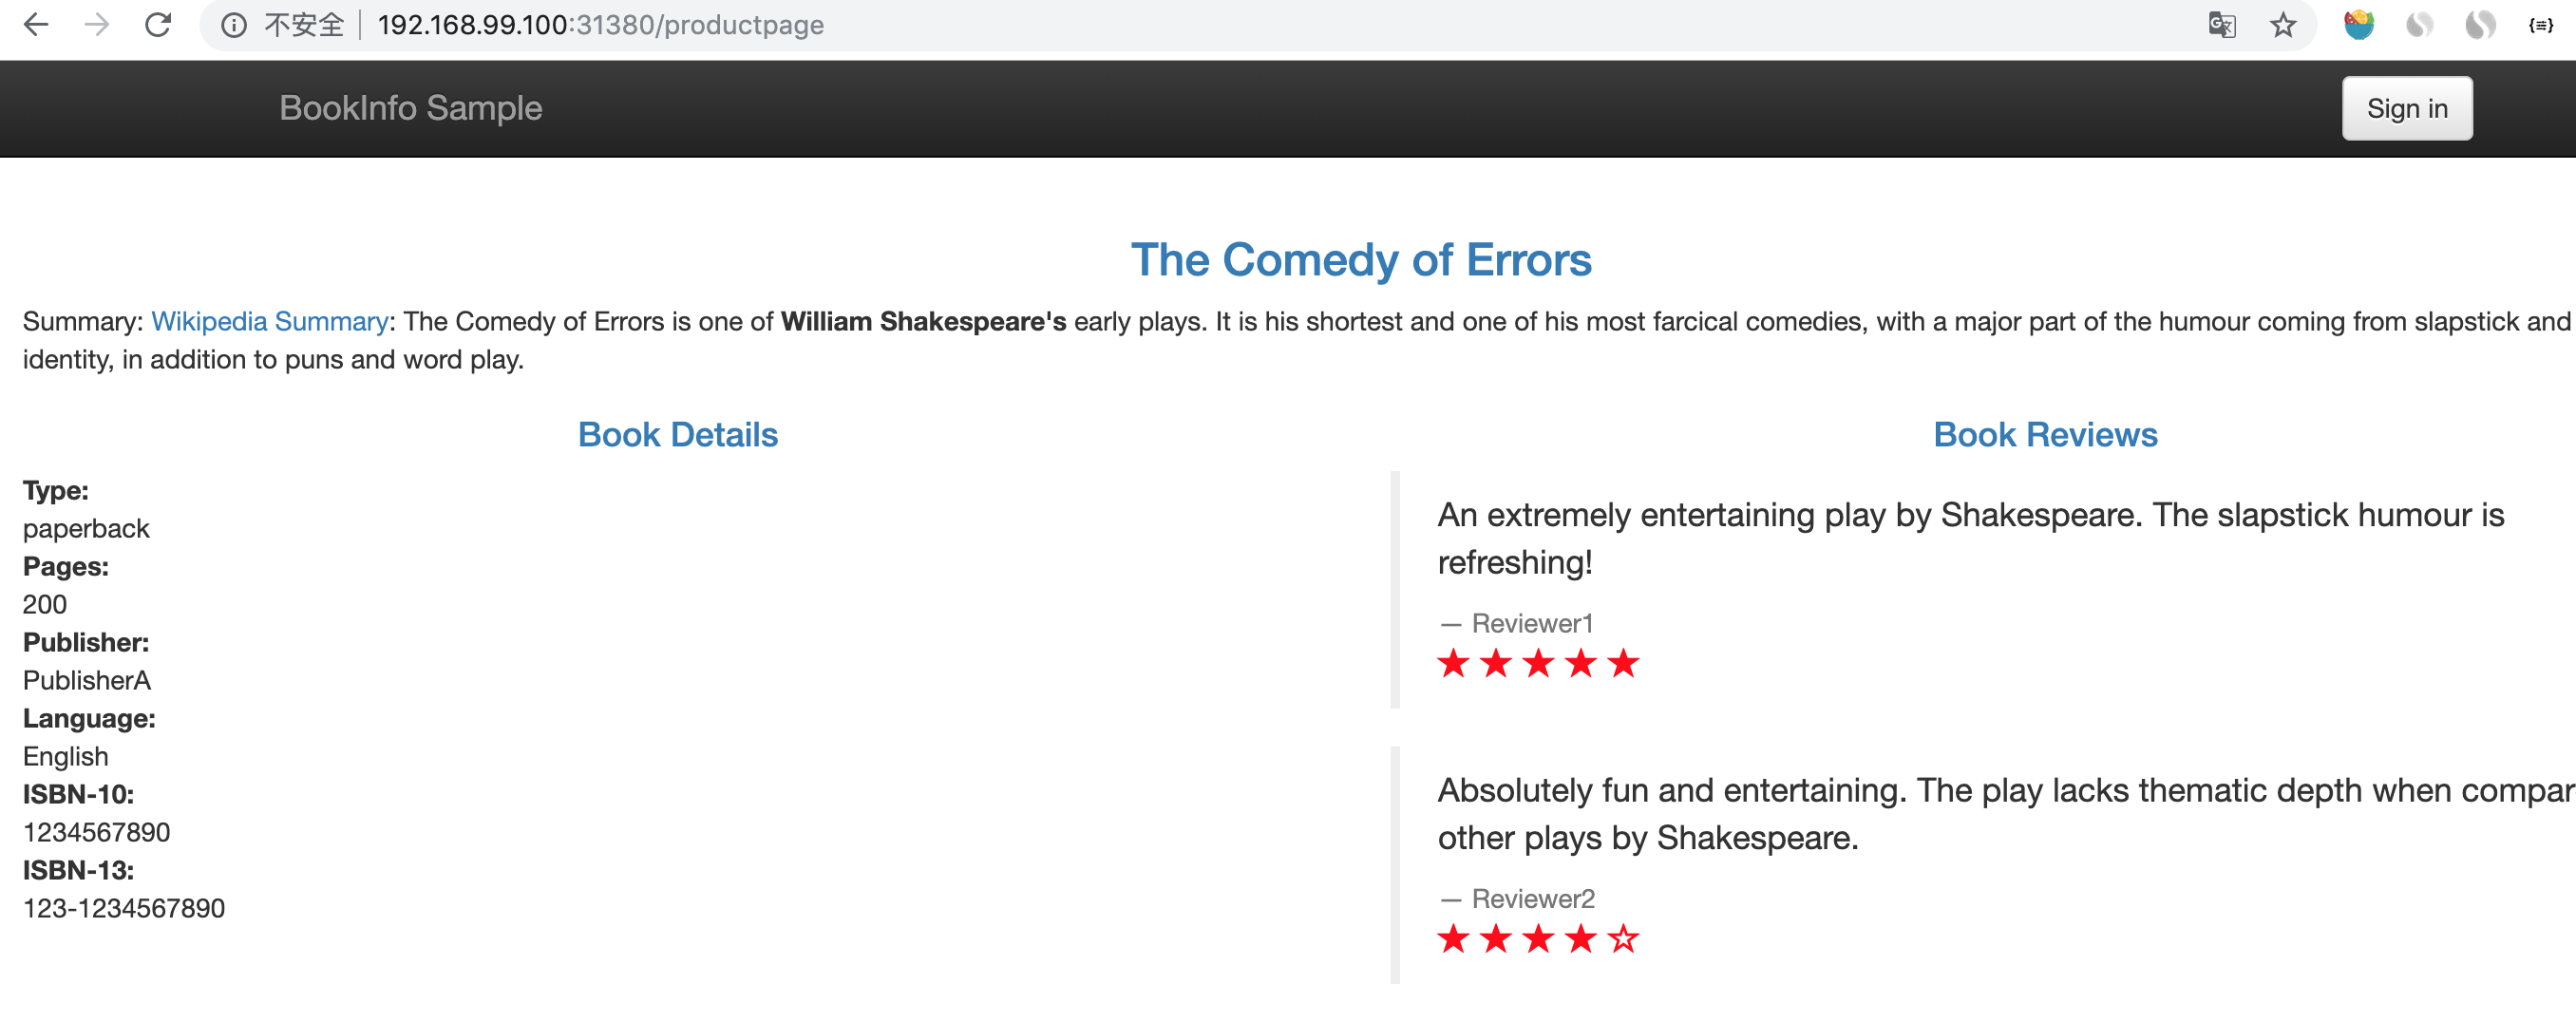 不安全 192.168.99.100:31380/productpage
BookInfo Sample
Sign in
The Comedy of Errors
Summary: Wikipedia Summary: The Comedy of Errors is one of William Shakespeare's early plays. It is his shortest and one of his most farcical comedies, with a major part of the humour coming from slapstick and
identity, in addition to puns and word play.
Book Details
Type:
paperback
Pages:
200
Publisher:
PublisherA
Language:
English
ISBN-10:
1234567890
ISBN-13:
123-1234567890
Book Reviews
An extremely entertaining play by Shakespeare. The slapstick humour is
refreshing!
— Reviewer1
Absolutely fun and entertaining. The play lacks thematic depth when compar
other plays by Shakespeare.
— Reviewer2